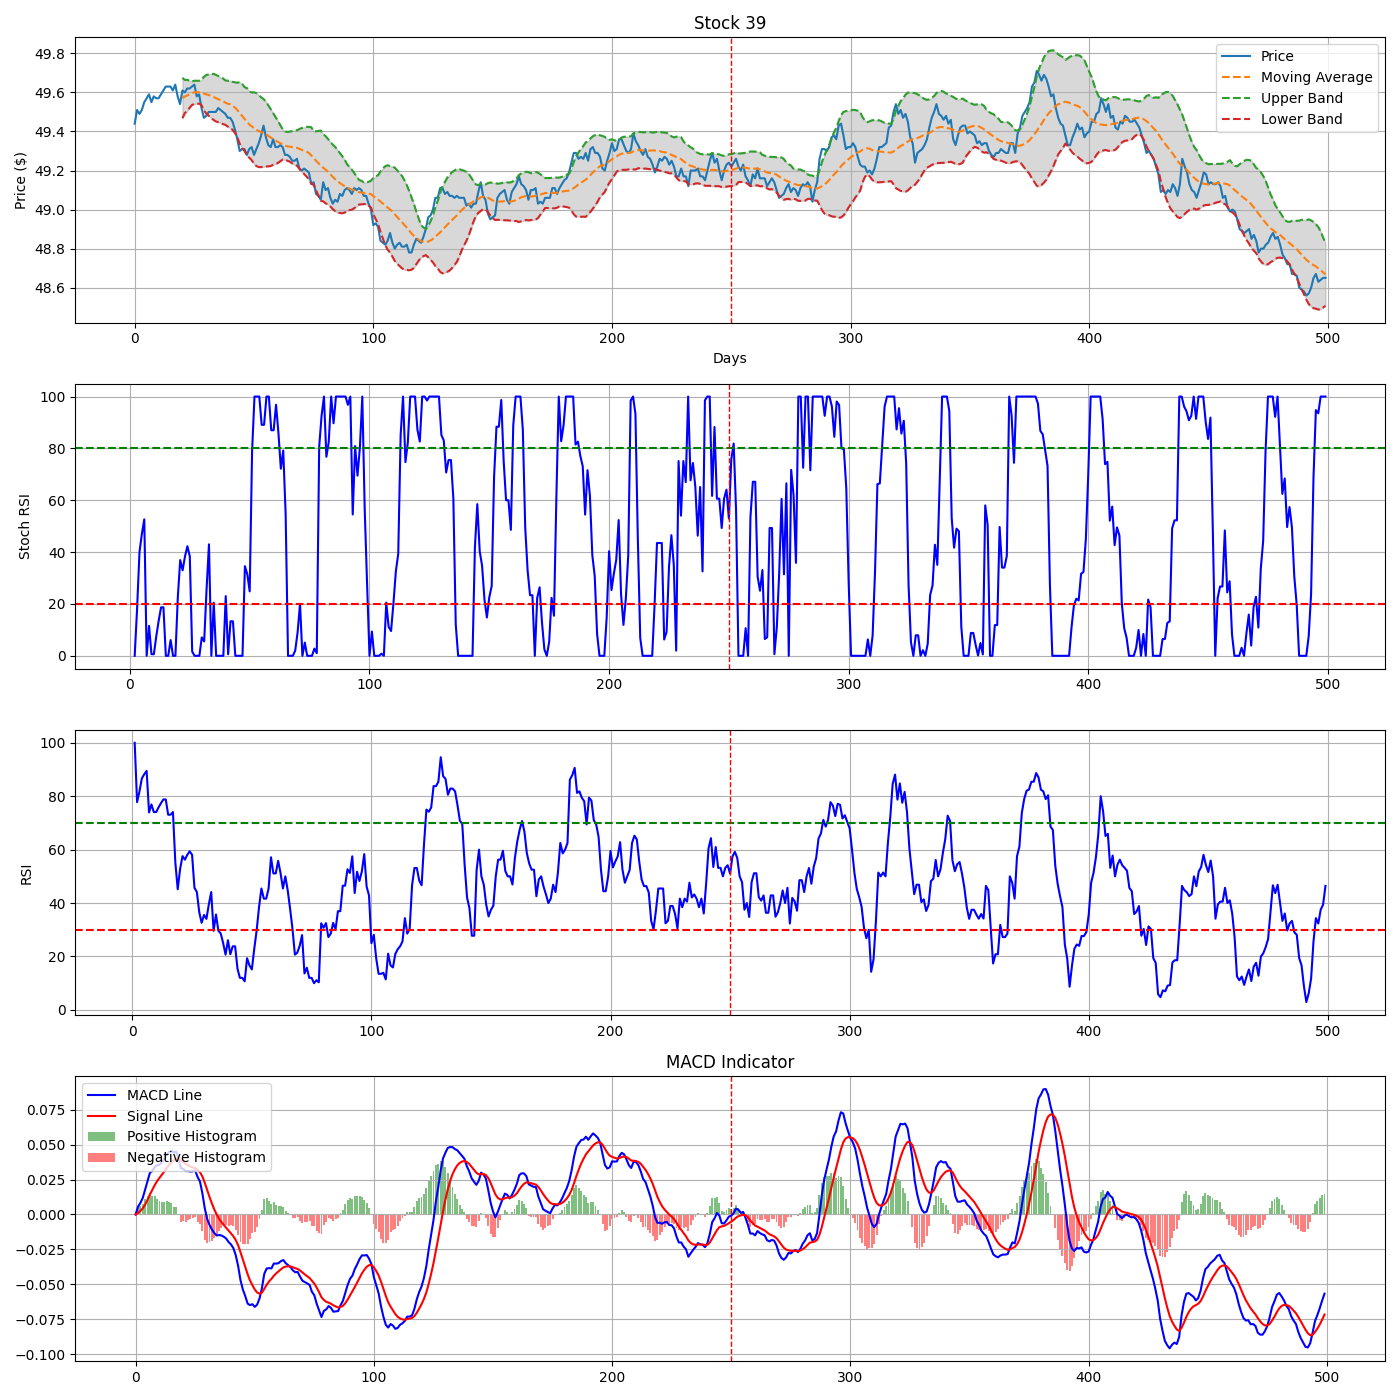 Stock 39
49.8
49.6
49.4
49.2
49.0
48.8
48.6
Price ($)
Price
Moving Average
Upper Band
Lower Band
0 100 200 300 400 500
Days
100
80
60
40
20
0
Stoch RSI
0 100 200 300 400 500
100
80
60
40
20
0
RSI
0 100 200 300 400 500
MACD Indicator
0.075
0.050
0.025
0.000
−0.025
−0.050
−0.075
−0.100
MACD Line
Signal Line
Positive Histogram
Negative Histogram
0 100 200 300 400 500